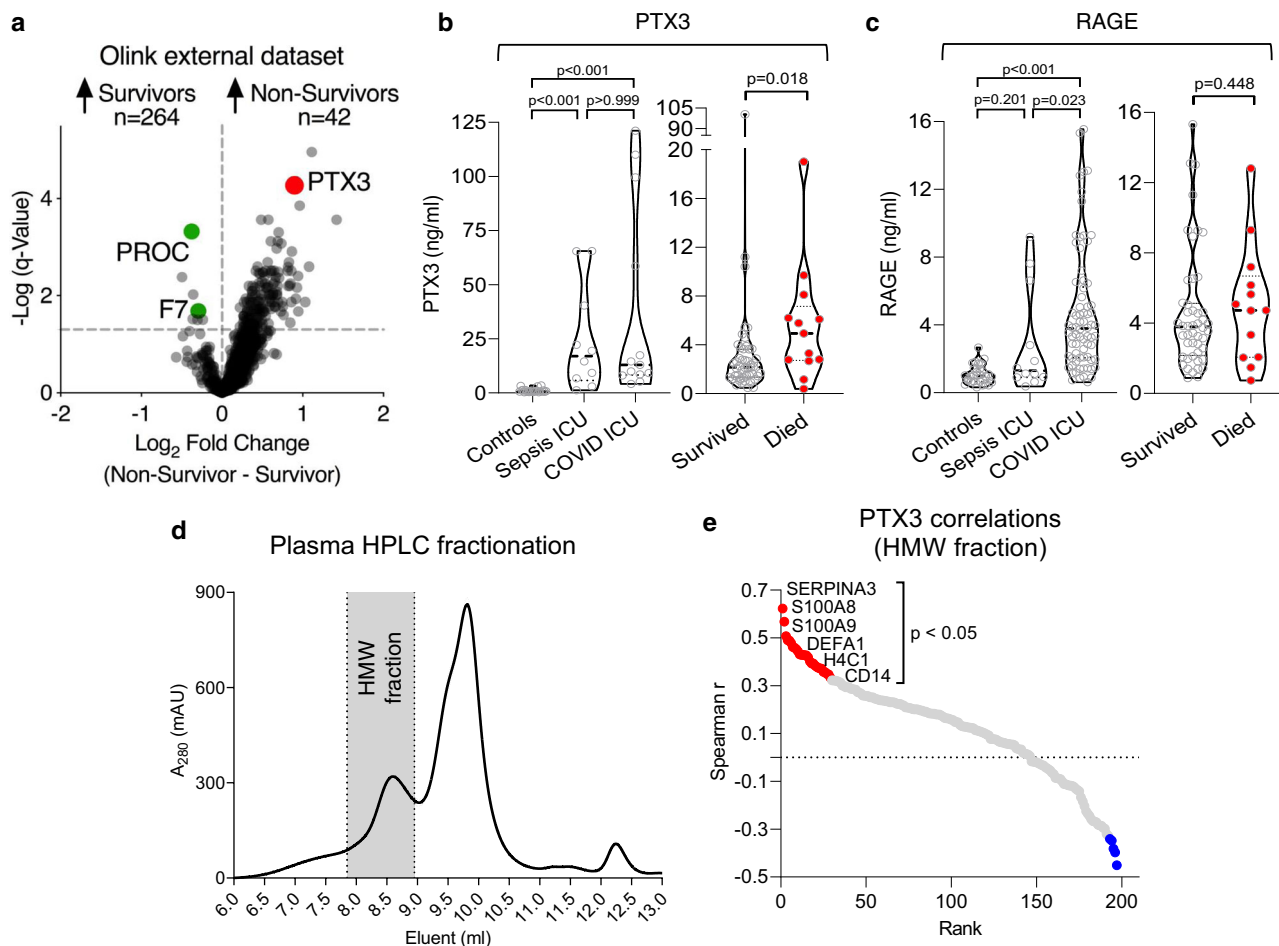 a
Olink external dataset
Survivors
n=264
Non-Survivors
n=42
PTX3
PROC
F7
-Log (q-Value)
4
2
0
-2
-1
0
1
2
Log2 Fold Change
(Non-Survivor - Survivor)
b
PTX3
p<0.001
p<0.001
p>0.999
PTX3 (ng/ml)
125
100
75
50
25
0
Controls
Sepsis ICU
COVID ICU
p=0.018
105
90
20
16
12
8
4
0
Survived
Died
c
RAGE
p<0.001
p=0.201
p=0.023
RAGE (ng/ml)
16
12
8
4
0
Controls
Sepsis ICU
COVID ICU
p=0.448
16
12
8
4
0
Survived
Died
d
Plasma HPLC fractionation
HMW
fraction
A280 (mAU)
900
600
300
0
6.0
6.5
7.0
7.5
8.0
8.5
9.0
9.5
10.0
10.5
11.0
11.5
12.0
12.5
13.0
Eluent (ml)
e
PTX3 correlations
(HMW fraction)
SERPINA3
S100A8
S100A9
DEFA1
H4C1
CD14
p < 0.05
Spearman r
0.7
0.5
0.3
0.1
-0.1
-0.3
-0.5
0
50
100
150
200
Rank